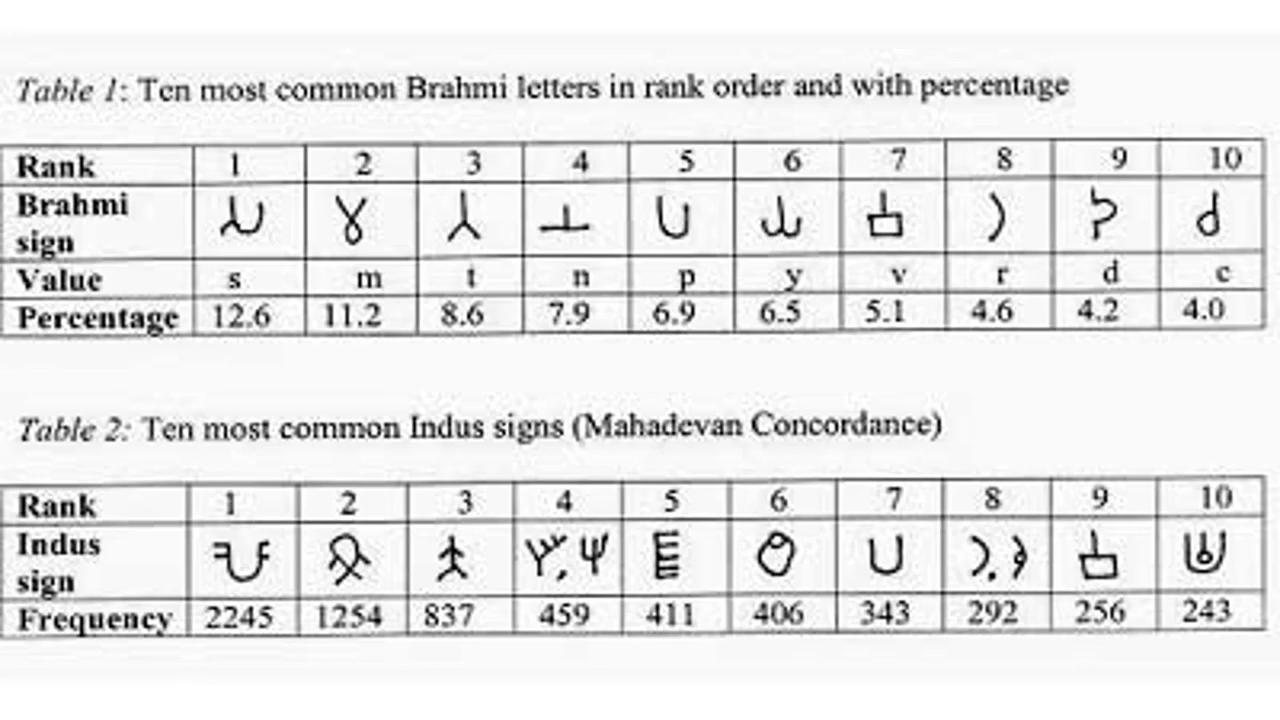 Table 1: Ten most common Brahmi letters in rank order and with percentage
Rank 1 2 3 4 5 6 7 8 9 10
Brahmi 𑀲 𑀫 𑀢 𑀦 𑀧 𑀬 𑀯 𑀭 𑀤 𑀘
sign
Value s m t n p y v r d c
Percentage 12.6 11.2 8.6 7.9 6.9 6.5 5.1 4.6 4.2 4.0
Table 2: Ten most common Indus signs (Mahadevan Concordance)
Rank 1 2 3 4 5 6 7 8 9 10
Indus
sign
Frequency 2245 1254 837 459 411 406 343 292 256 243